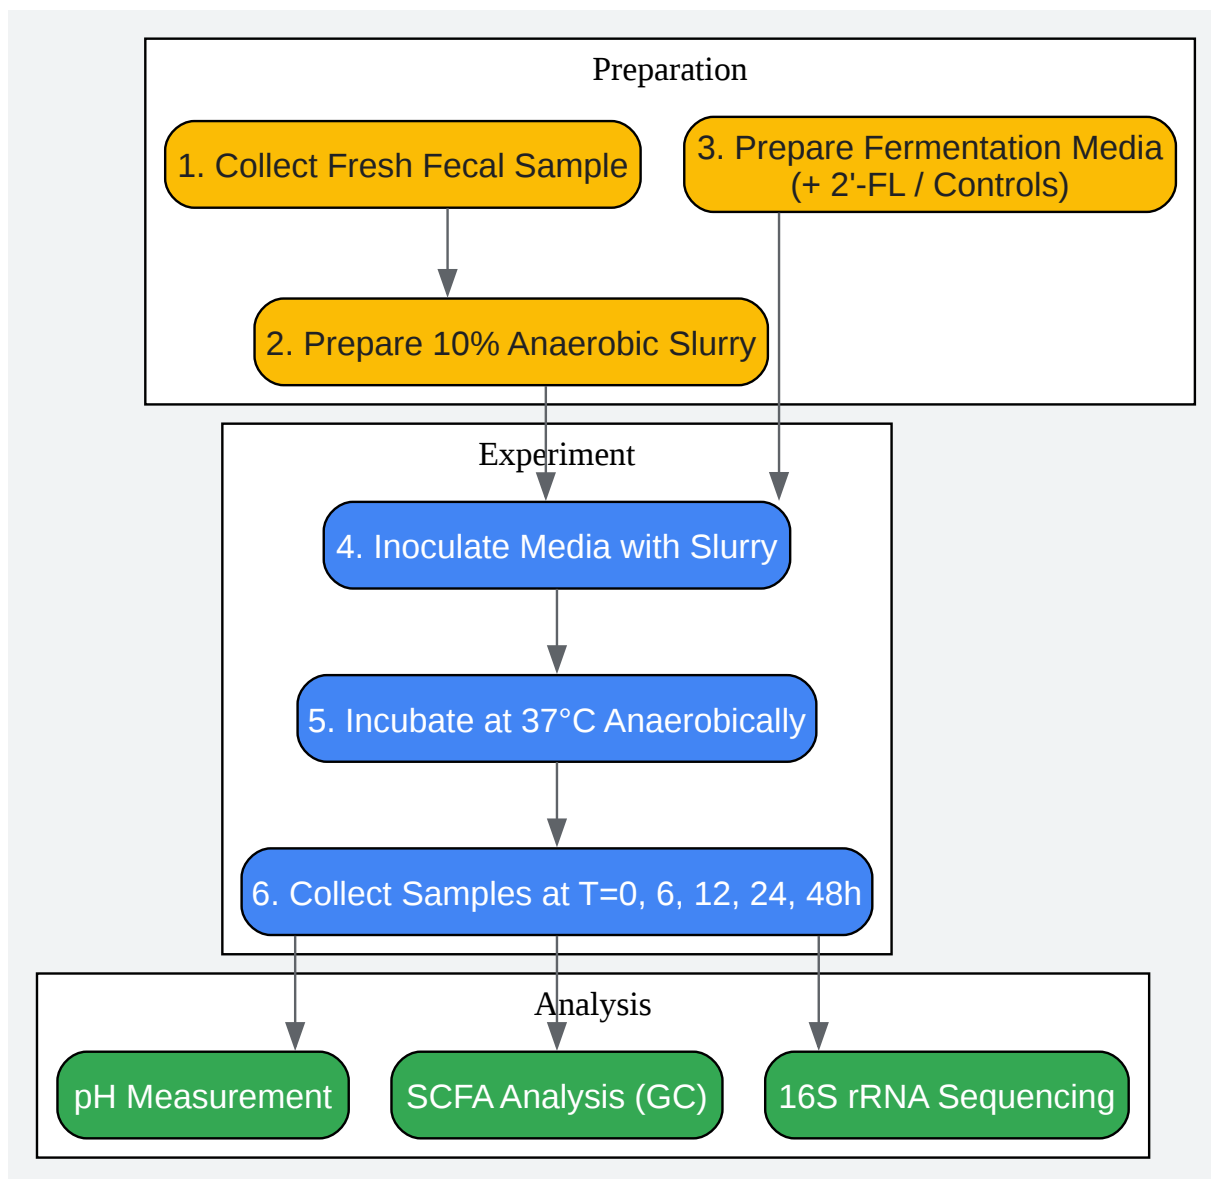 Preparation
1. Collect Fresh Fecal Sample
3. Prepare Fermentation Media
(+ 2'-FL / Controls)
2. Prepare 10% Anaerobic Slurry
Experiment
4. Inoculate Media with Slurry
5. Incubate at 37°C Anaerobically
6. Collect Samples at T=0, 6, 12, 24, 48h
Analysis
pH Measurement
SCFA Analysis (GC)
16S rRNA Sequencing